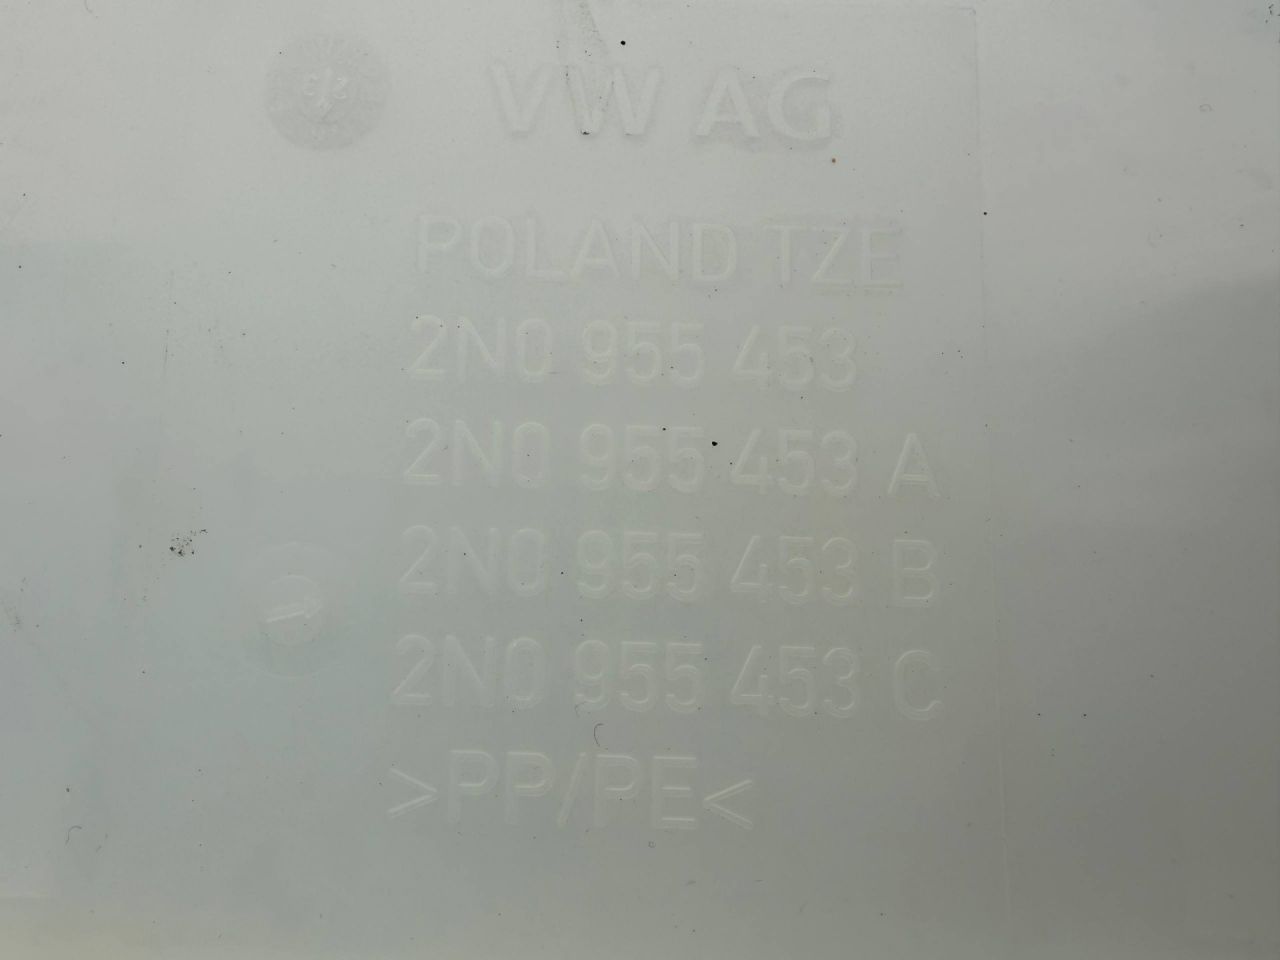 VW AG
POLAND TZE
2N0 955 453
2N0 955 453 A
2N0 955 453 B
2N0 955 453 C
>PP/PE<